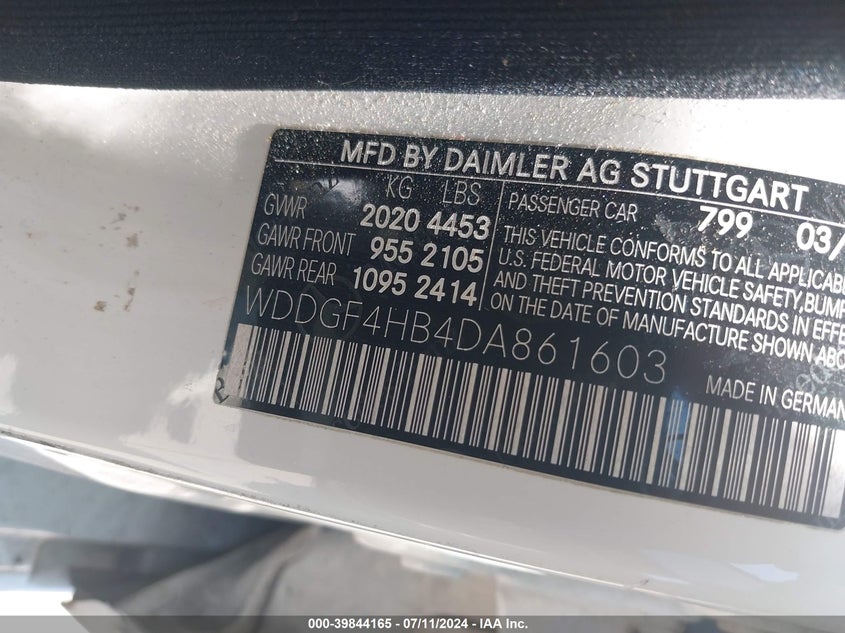 MFD BY DAIMLER AG STUTTGART
KG LBS
GVWR 2020 4453
GAWR FRONT 955 2105
GAWR REAR 1095 2414
PASSENGER CAR 799 03/
THIS VEHICLE CONFORMS TO ALL APPLICABLE
U.S. FEDERAL MOTOR VEHICLE SAFETY, BUMP
AND THEFT PREVENTION STANDARDS IN EFFE
ON THE DATE OF MANUFACTURE SHOWN ABO
WDDGF4HB4DA861603
MADE IN GERMAN
000-39844165 - 07/11/2024 - IAA Inc.